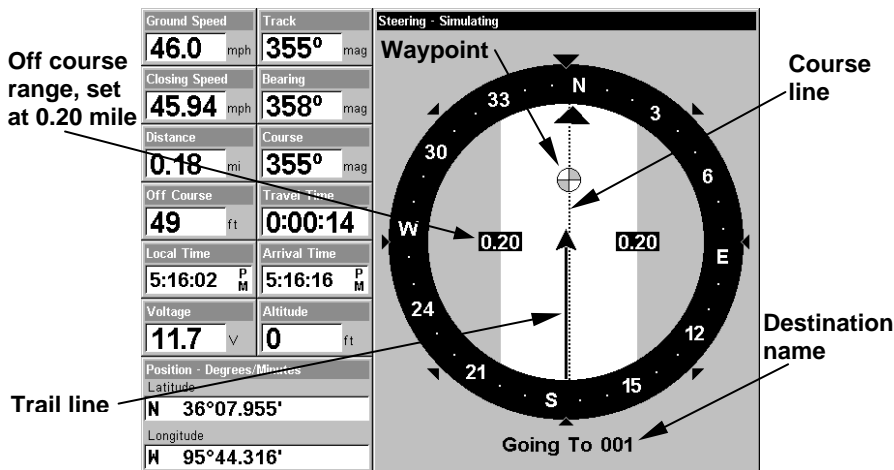 Off course
range, set
at 0.20 mile
Trail line
Ground Speed
46.0 mph
Track
355° mag
Closing Speed
45.94 mph
Bearing
358° mag
Distance
0.18 mi
Course
355° mag
Off Course
49 ft
Travel Time
0:00:14
Local Time
5:16:02 PM
Arrival Time
5:16:16 PM
Voltage
11.7 V
Altitude
0 ft
Position - Degrees/Minutes
Latitude
N 36°07.955'
Longitude
W 95°44.316'
Steering - Simulating
Waypoint
Course
line
N
3
6
E
12
15
S
21
24
W
30
33
0.20
0.20
Going To 001
Destination
name